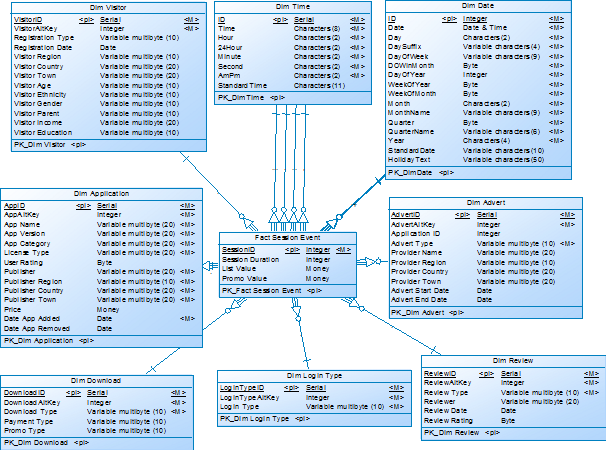 Dim Visitor
VisitorID <pi> Serial <M>
VisitorAltKey Integer <M>
Registration Type Variable multibyte (10) <M>
Registration Date Date
Visitor Region Variable multibyte (10)
Visitor Country Variable multibyte (20)
Visitor Town Variable multibyte (20)
Visitor Age Variable multibyte (10)
Visitor Ethnicity Variable multibyte (10)
Visitor Gender Variable multibyte (10)
Visitor Parent Variable multibyte (10)
Visitor Income Variable multibyte (20)
Visitor Education Variable multibyte (10)
PK_Dim Visitor <pi>
Dim Time
ID <pi> Serial <M>
Time Characters (8) <M>
Hour Characters (2) <M>
24Hour Characters (2) <M>
Minute Characters (2) <M>
Second Characters (2) <M>
AmPm Characters (2) <M>
Standard Time Characters (11)
PK_DimTime <pi>
Dim Date
ID <pi> Integer <M>
Date Date & Time <M>
Day Characters (2) <M>
DaySuffix Variable characters (4) <M>
DayOfWeek Variable characters (9) <M>
DOWInMonth Byte <M>
DayOfYear Integer <M>
WeekOfYear Byte <M>
WeekOfMonth Byte <M>
Month Characters (2) <M>
MonthName Variable characters (9) <M>
Quarter Byte <M>
QuarterName Variable characters (6) <M>
Year Characters (4) <M>
StandardDate Variable characters (10)
HolidayText Variable characters (50)
PK_DimDate <pi>
Dim Application
AppID <pi> Serial <M>
AppAltKey Integer <M>
App Name Variable multibyte (20) <M>
App Version Variable multibyte (20) <M>
App Category Variable multibyte (20) <M>
License Type Variable multibyte (20) <M>
User Rating Byte
Publisher Variable multibyte (20) <M>
Publisher Region Variable multibyte (10) <M>
Publisher Country Variable multibyte (20) <M>
Publisher Town Variable multibyte (20) <M>
Price Money
Date App Added Date <M>
Date App Removed Date
PK_Dim Application <pi>
Fact Session Event
SessionID <pi> Integer <M>
Session Duration Integer
List Value Money
Promo Value Money
PK_Fact Session Event <pi>
Dim Advert
AdvertID <pi> Serial <M>
AdvertAltKey Integer <M>
Application ID Integer
Advert Type Variable multibyte (10) <M>
Provider Name Variable multibyte (20)
Provider Region Variable multibyte (10)
Provider Country Variable multibyte (20)
Provider Town Variable multibyte (20)
Advert Start Date Date
Advert End Date Date
PK_Dim Advert <pi>
Dim Download
DownloadID <pi> Serial <M>
DownloadAltKey Integer <M>
Download Type Variable multibyte (10) <M>
Payment Type Variable multibyte (10)
Promo Type Variable multibyte (10)
PK_Dim Download <pi>
Dim LogIn Type
LogInTypeID <pi> Serial <M>
LogInTypeAltKey Integer <M>
LogIn Type Variable multibyte (10) <M>
PK_Dim LogIn Type <pi>
Dim Review
ReviewID <pi> Serial <M>
ReviewAltKey Integer <M>
Review Type Variable multibyte (10) <M>
Reviewer Variable multibyte (20)
Review Date Date
Review Rating Byte
PK_Dim Review <pi>